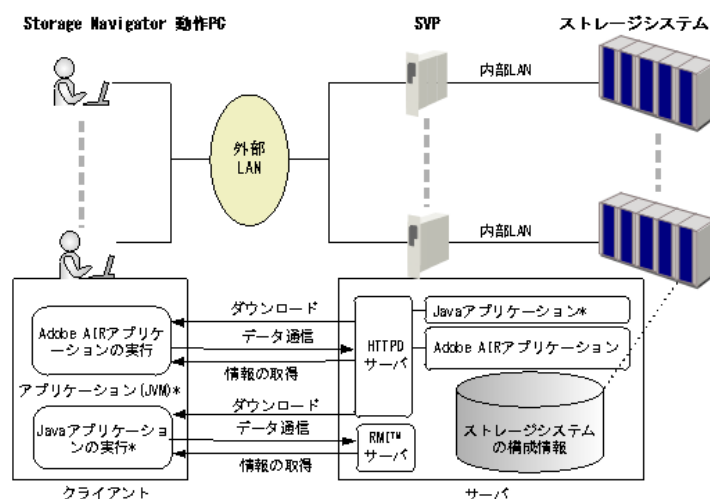 Storage Navigator 動作PC
SVP
ストレージシステム
内部LAN
外部
LAN
内部LAN
ダウンロード
Javaアプリケーション*
Adobe AIRアプリケ
ーションの実行
データ通信
HTTPD
サーバ
Adobe AIRアプリケーション
情報の取得
アプリケーション(JVM)*
ダウンロード
Javaアプリケーショ
ンの実行*
データ通信
RMI™
サーバ
ストレージシステム
の構成情報
情報の取得
クライアント
サーバ